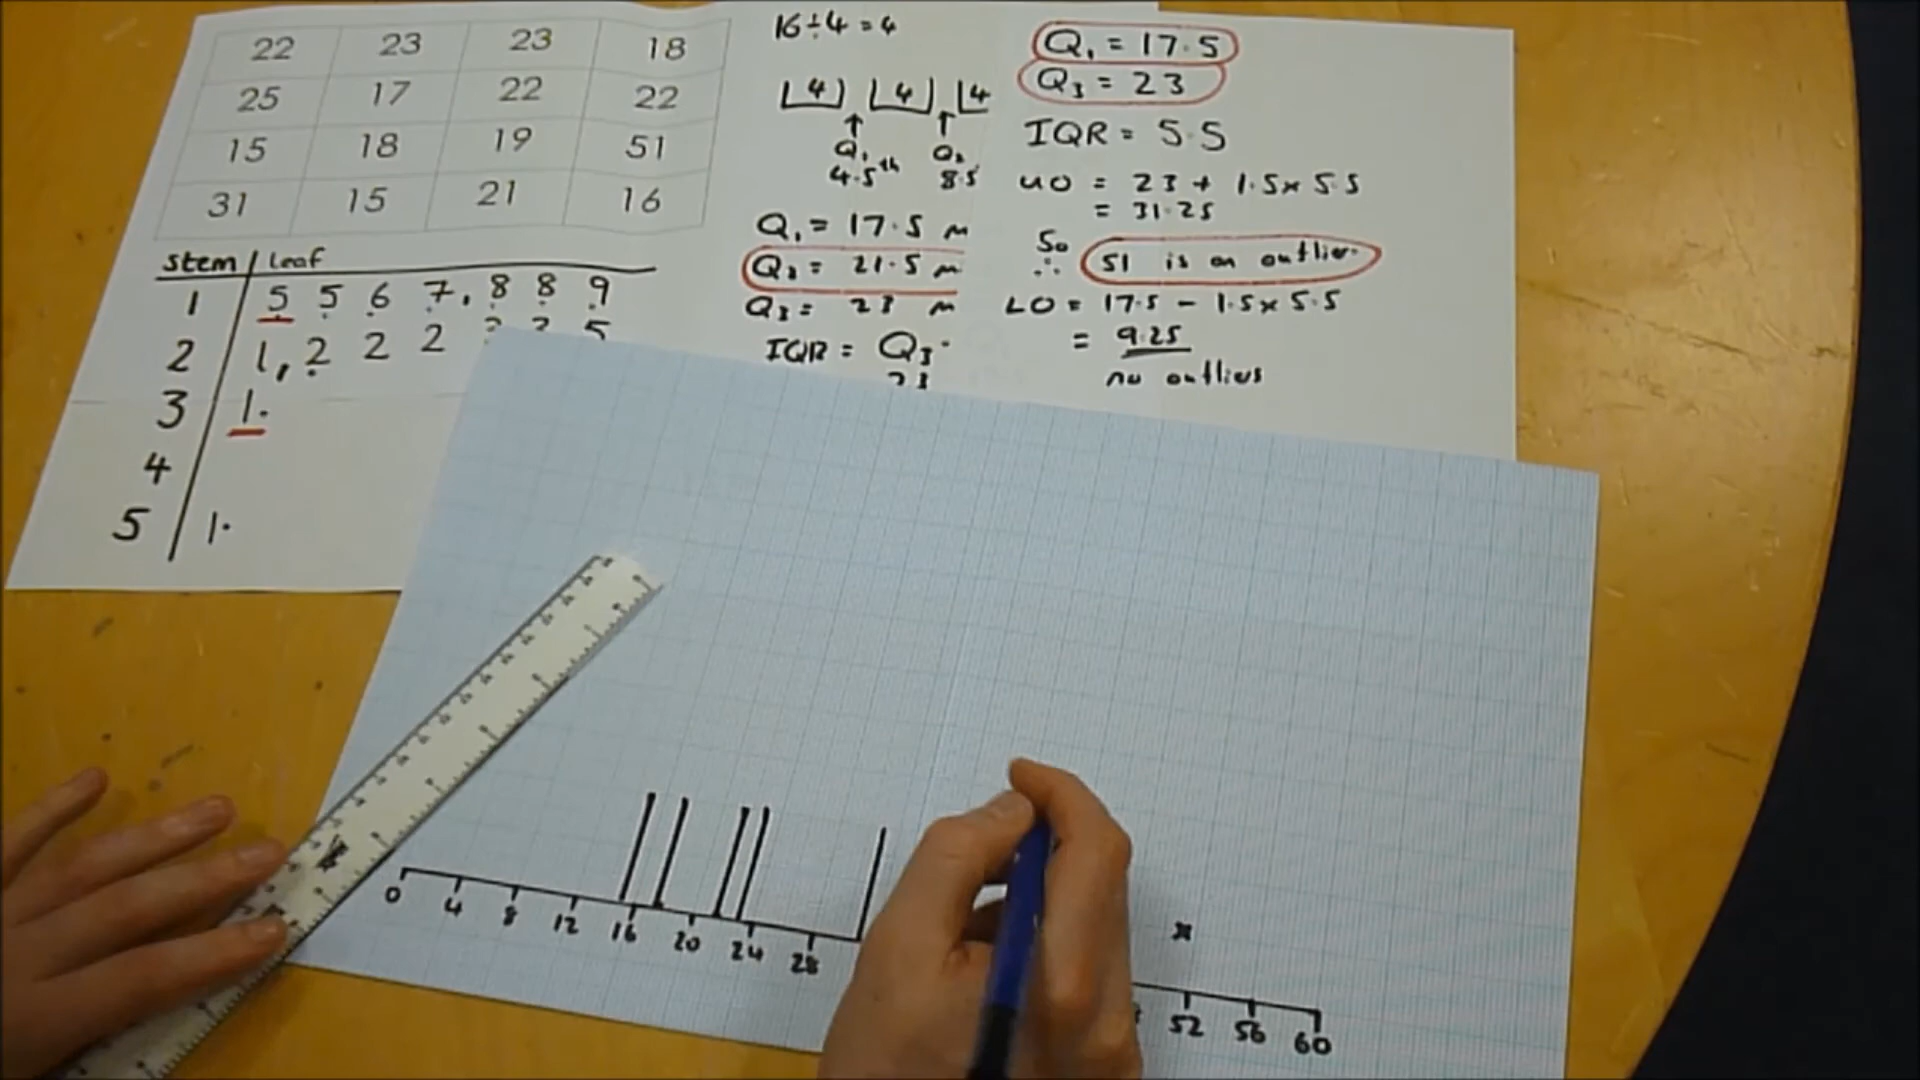 22 23 23 18
25 17 22 22
15 18 19 51
31 15 21 16
stem leaf
1 5 5 6 7, 8 8 9
2 1, 2 2 2 5
3 1.
4
5 1.
16 ÷ 4 = 4
4 4 4
Q₁
4.5th 8.5
Q₁ = 17.5 m
Q₂ = 21.5 m
Q₃ = 23 m
IQR = Q₃-
Q₁ = 17.5
Q₃ = 23
IQR = 5.5
UO = 23 + 1.5x 5.5
= 31.25
So ∴ 51 is an outlier.
LO = 17.5 - 1.5x 5.5
= 9.25
no outliers
x
0 4 8 12 16 20 24 28 52 56 60